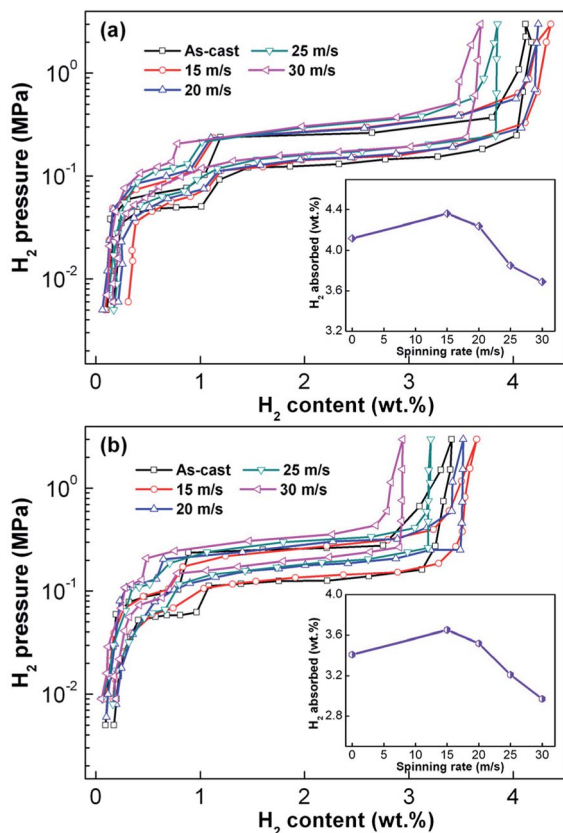 (a)
As-cast
25 m/s
15 m/s
30 m/s
20 m/s
H₂ pressure (MPa)
10⁰
10⁻¹
10⁻²
H₂ absorbed (wt.%)
4.4
4.0
3.6
3.2
0 5 10 15 20 25 30
Spinning rate (m/s)
0 1 2 3 4
H₂ content (wt.%)
(b)
As-cast
25 m/s
15 m/s
30 m/s
20 m/s
H₂ pressure (MPa)
10⁰
10⁻¹
10⁻²
H₂ absorbed (wt.%)
4.0
3.6
3.2
2.8
0 5 10 15 20 25 30
Spinning rate (m/s)
0 1 2 3 4
H₂ content (wt.%)